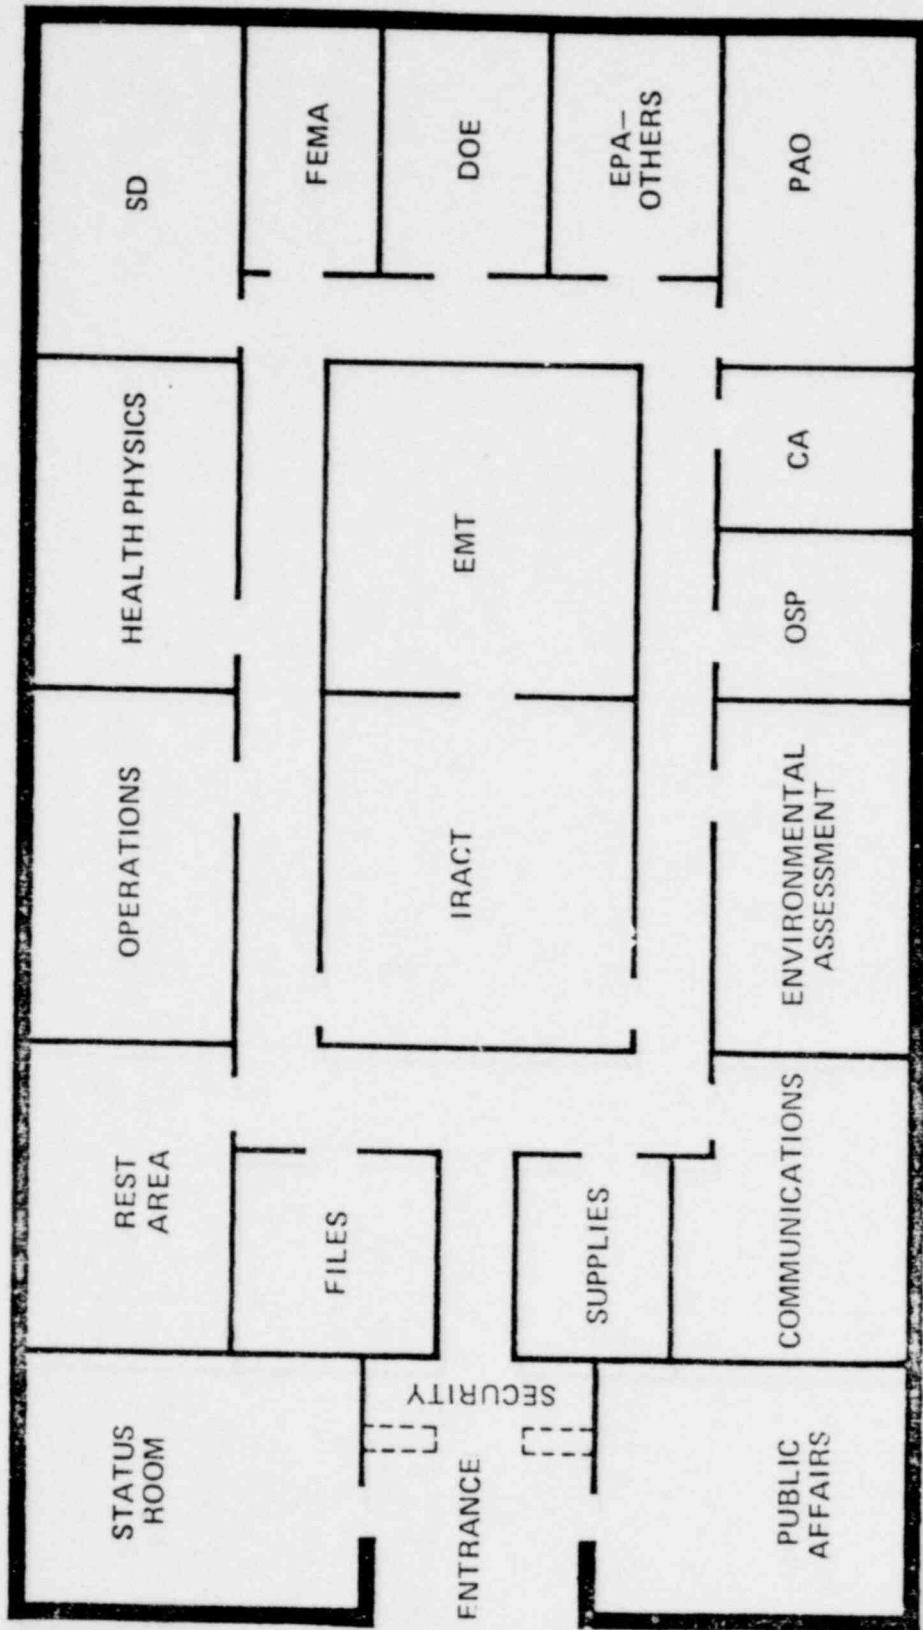 STATUS
ROOM
REST
AREA
OPERATIONS
HEALTH PHYSICS
SD
FILES
FEMA
ENTRANCE
SECURITY
IRACT
EMT
DOE
SUPPLIES
EPA–
OTHERS
PUBLIC
AFFAIRS
COMMUNICATIONS
ENVIRONMENTAL
ASSESSMENT
OSP
CA
PAO